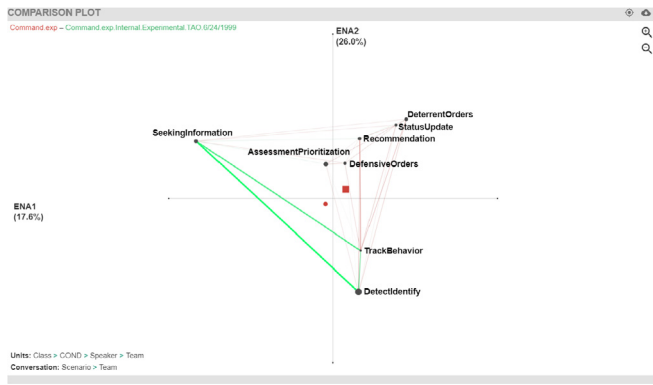 COMPARISON PLOT
Command.exp – Command.exp.Internal.Experimental.TAO.6/24/1999
ENA2
(26.0%)
DeterrentOrders
StatusUpdate
SeekingInformation
Recommendation
AssessmentPrioritization
DefensiveOrders
ENA1
(17.6%)
TrackBehavior
DetectIdentify
Units: Class > COND > Speaker > Team
Conversation: Scenario > Team